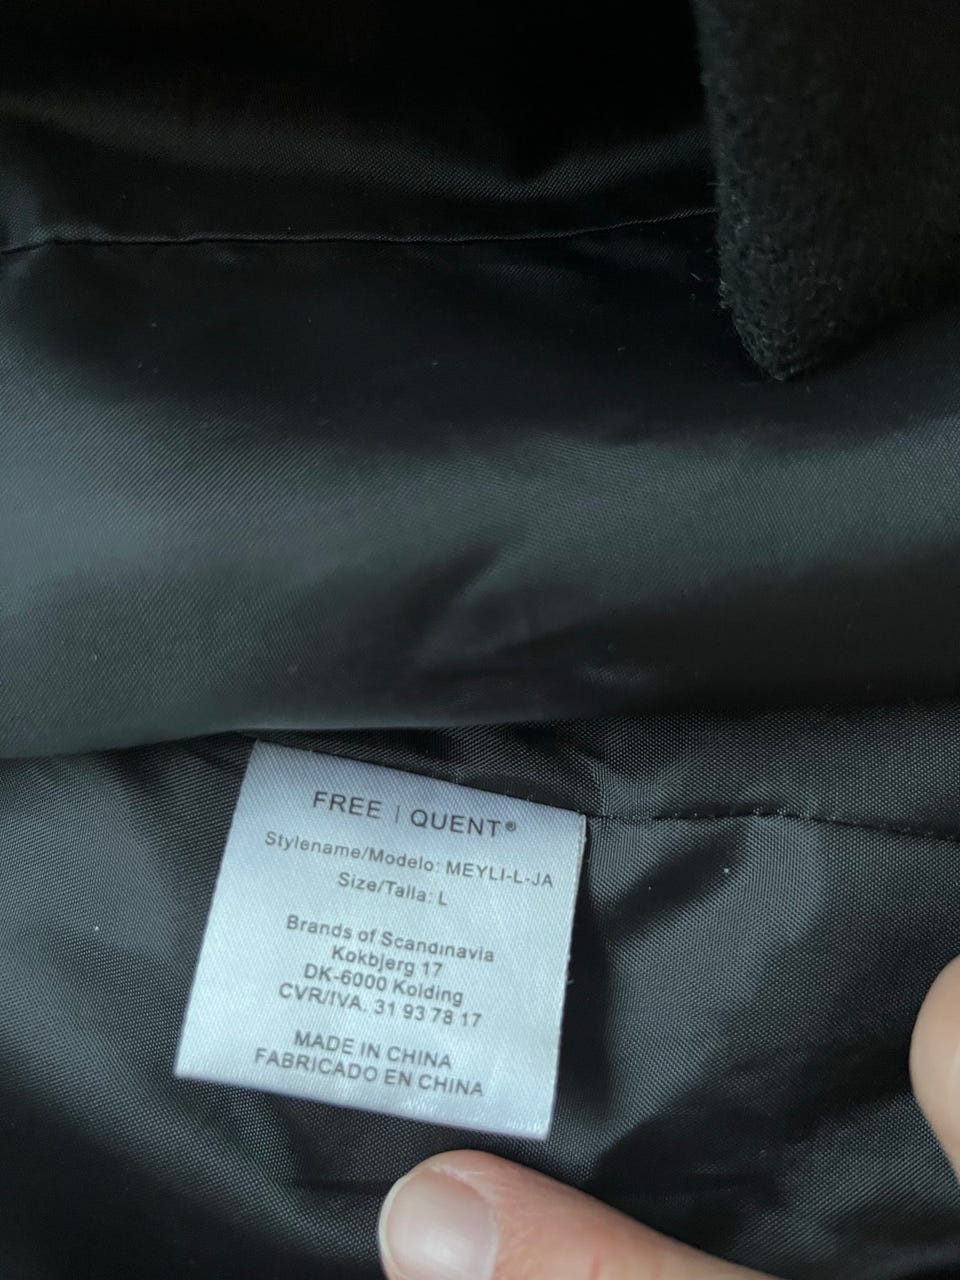 FREE | QUENT®
Stylename/Modelo: MEYLI-L-JA
Size/Talla: L
Brands of Scandinavia
Kokbjerg 17
DK-6000 Kolding
CVR/IVA. 31 93 78 17
MADE IN CHINA
FABRICADO EN CHINA